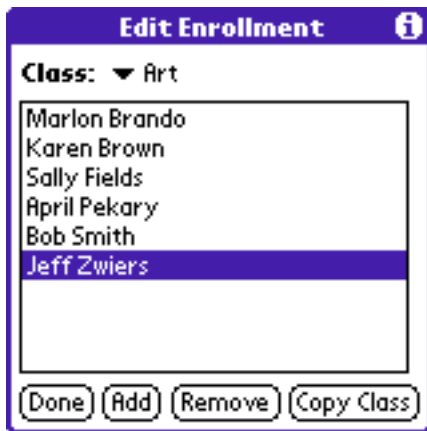 Edit Enrollment i
Class: Art
Marlon Brando
Karen Brown
Sally Fields
April Pekary
Bob Smith
Jeff Zwiers
Done Add Remove Copy Class